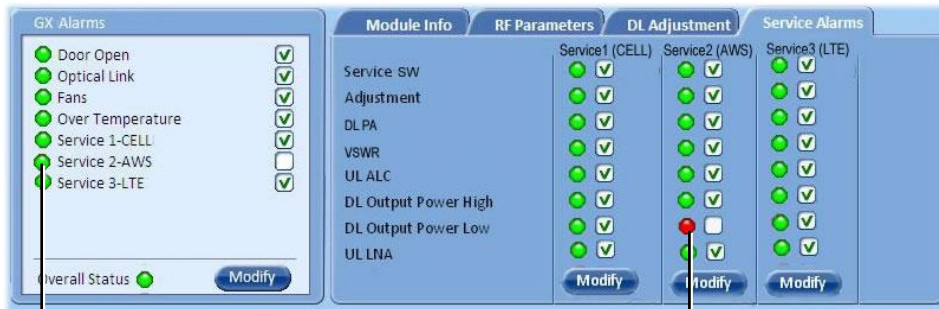 GX Alarms
Door Open
Optical Link
Fans
Over Temperature
Service 1-CELL
Service 2-AWS
Service 3-LTE
Overall Status
Modify
Module Info
RF Parameters
DL Adjustment
Service Alarms
Service1 (CELL)
Service2 (AWS)
Service3 (LTE)
Service SW
Adjustment
DL PA
VSWR
UL ALC
DL Output Power High
DL Output Power Low
UL LNA
Modify
Modify
Modify